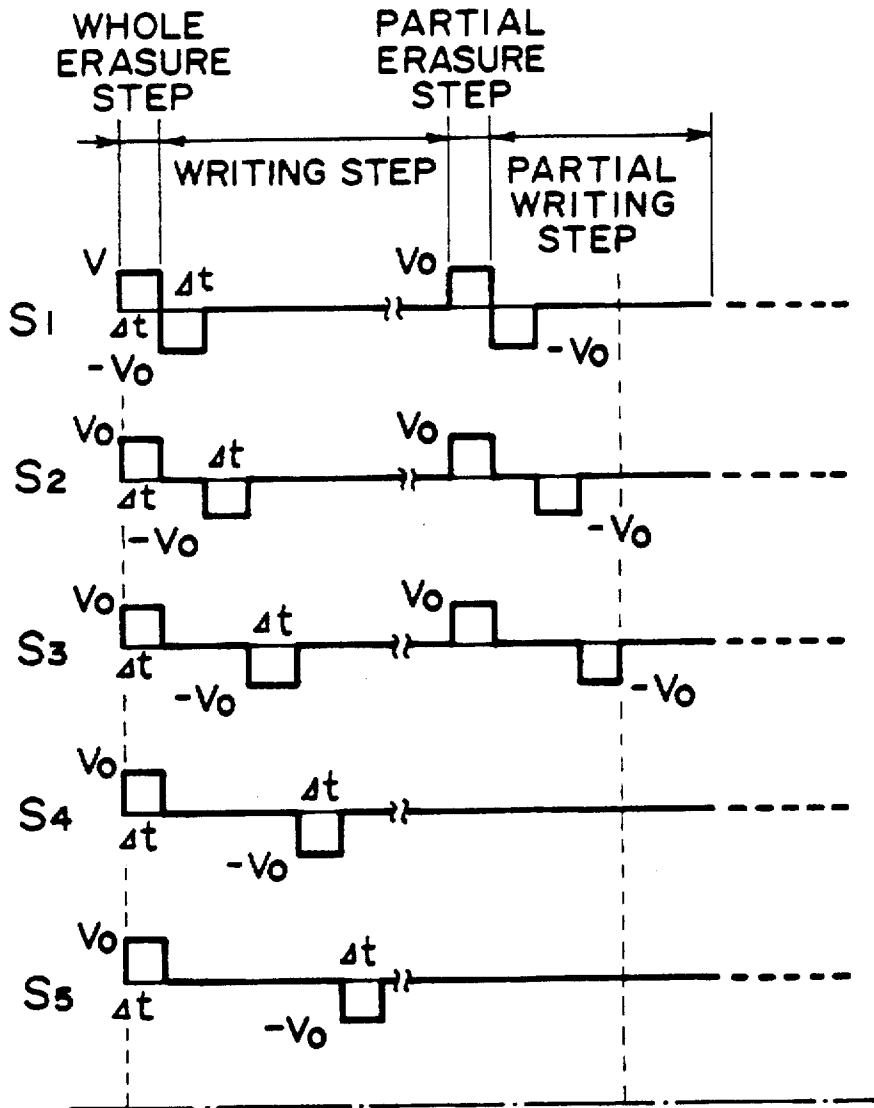 WHOLE
ERASURE
STEP
PARTIAL
ERASURE
STEP
WRITING STEP
PARTIAL
WRITING
STEP
S1
V
Δt
Δt
-Vo
Vo
-Vo
S2
Vo
Δt
Δt
-Vo
Vo
-Vo
S3
Vo
Δt
Δt
-Vo
Vo
-Vo
S4
Vo
Δt
Δt
-Vo
S5
Vo
Δt
Δt
-Vo